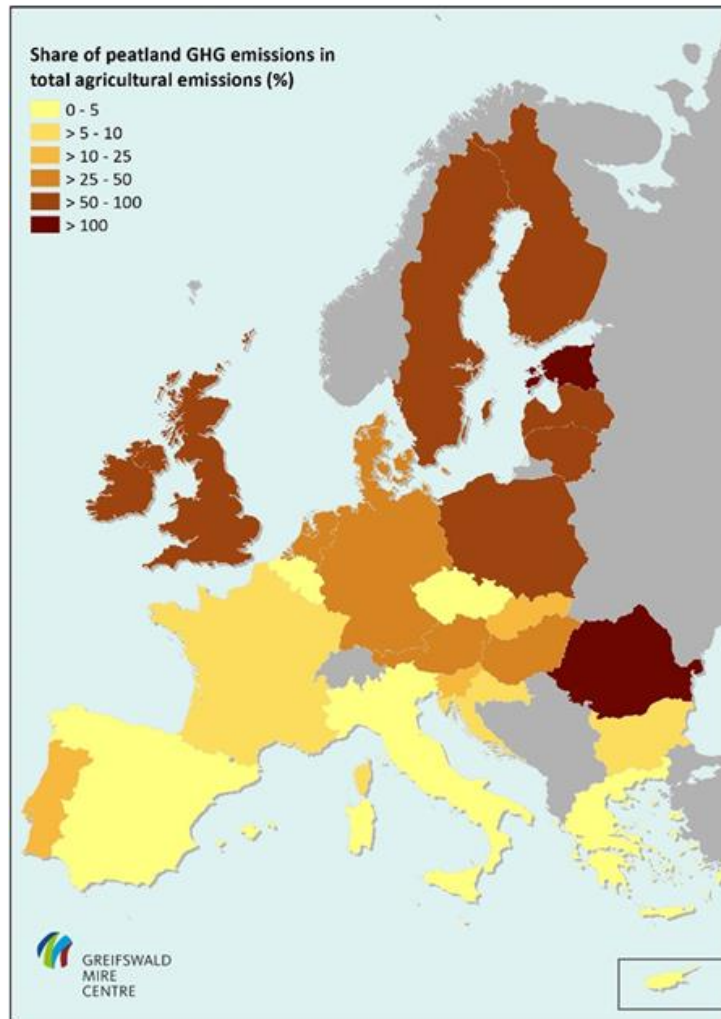 Share of peatland GHG emissions in
total agricultural emissions (%)
0 - 5
> 5 - 10
> 10 - 25
> 25 - 50
> 50 - 100
> 100
GREIFSWALD
MIRE
CENTRE